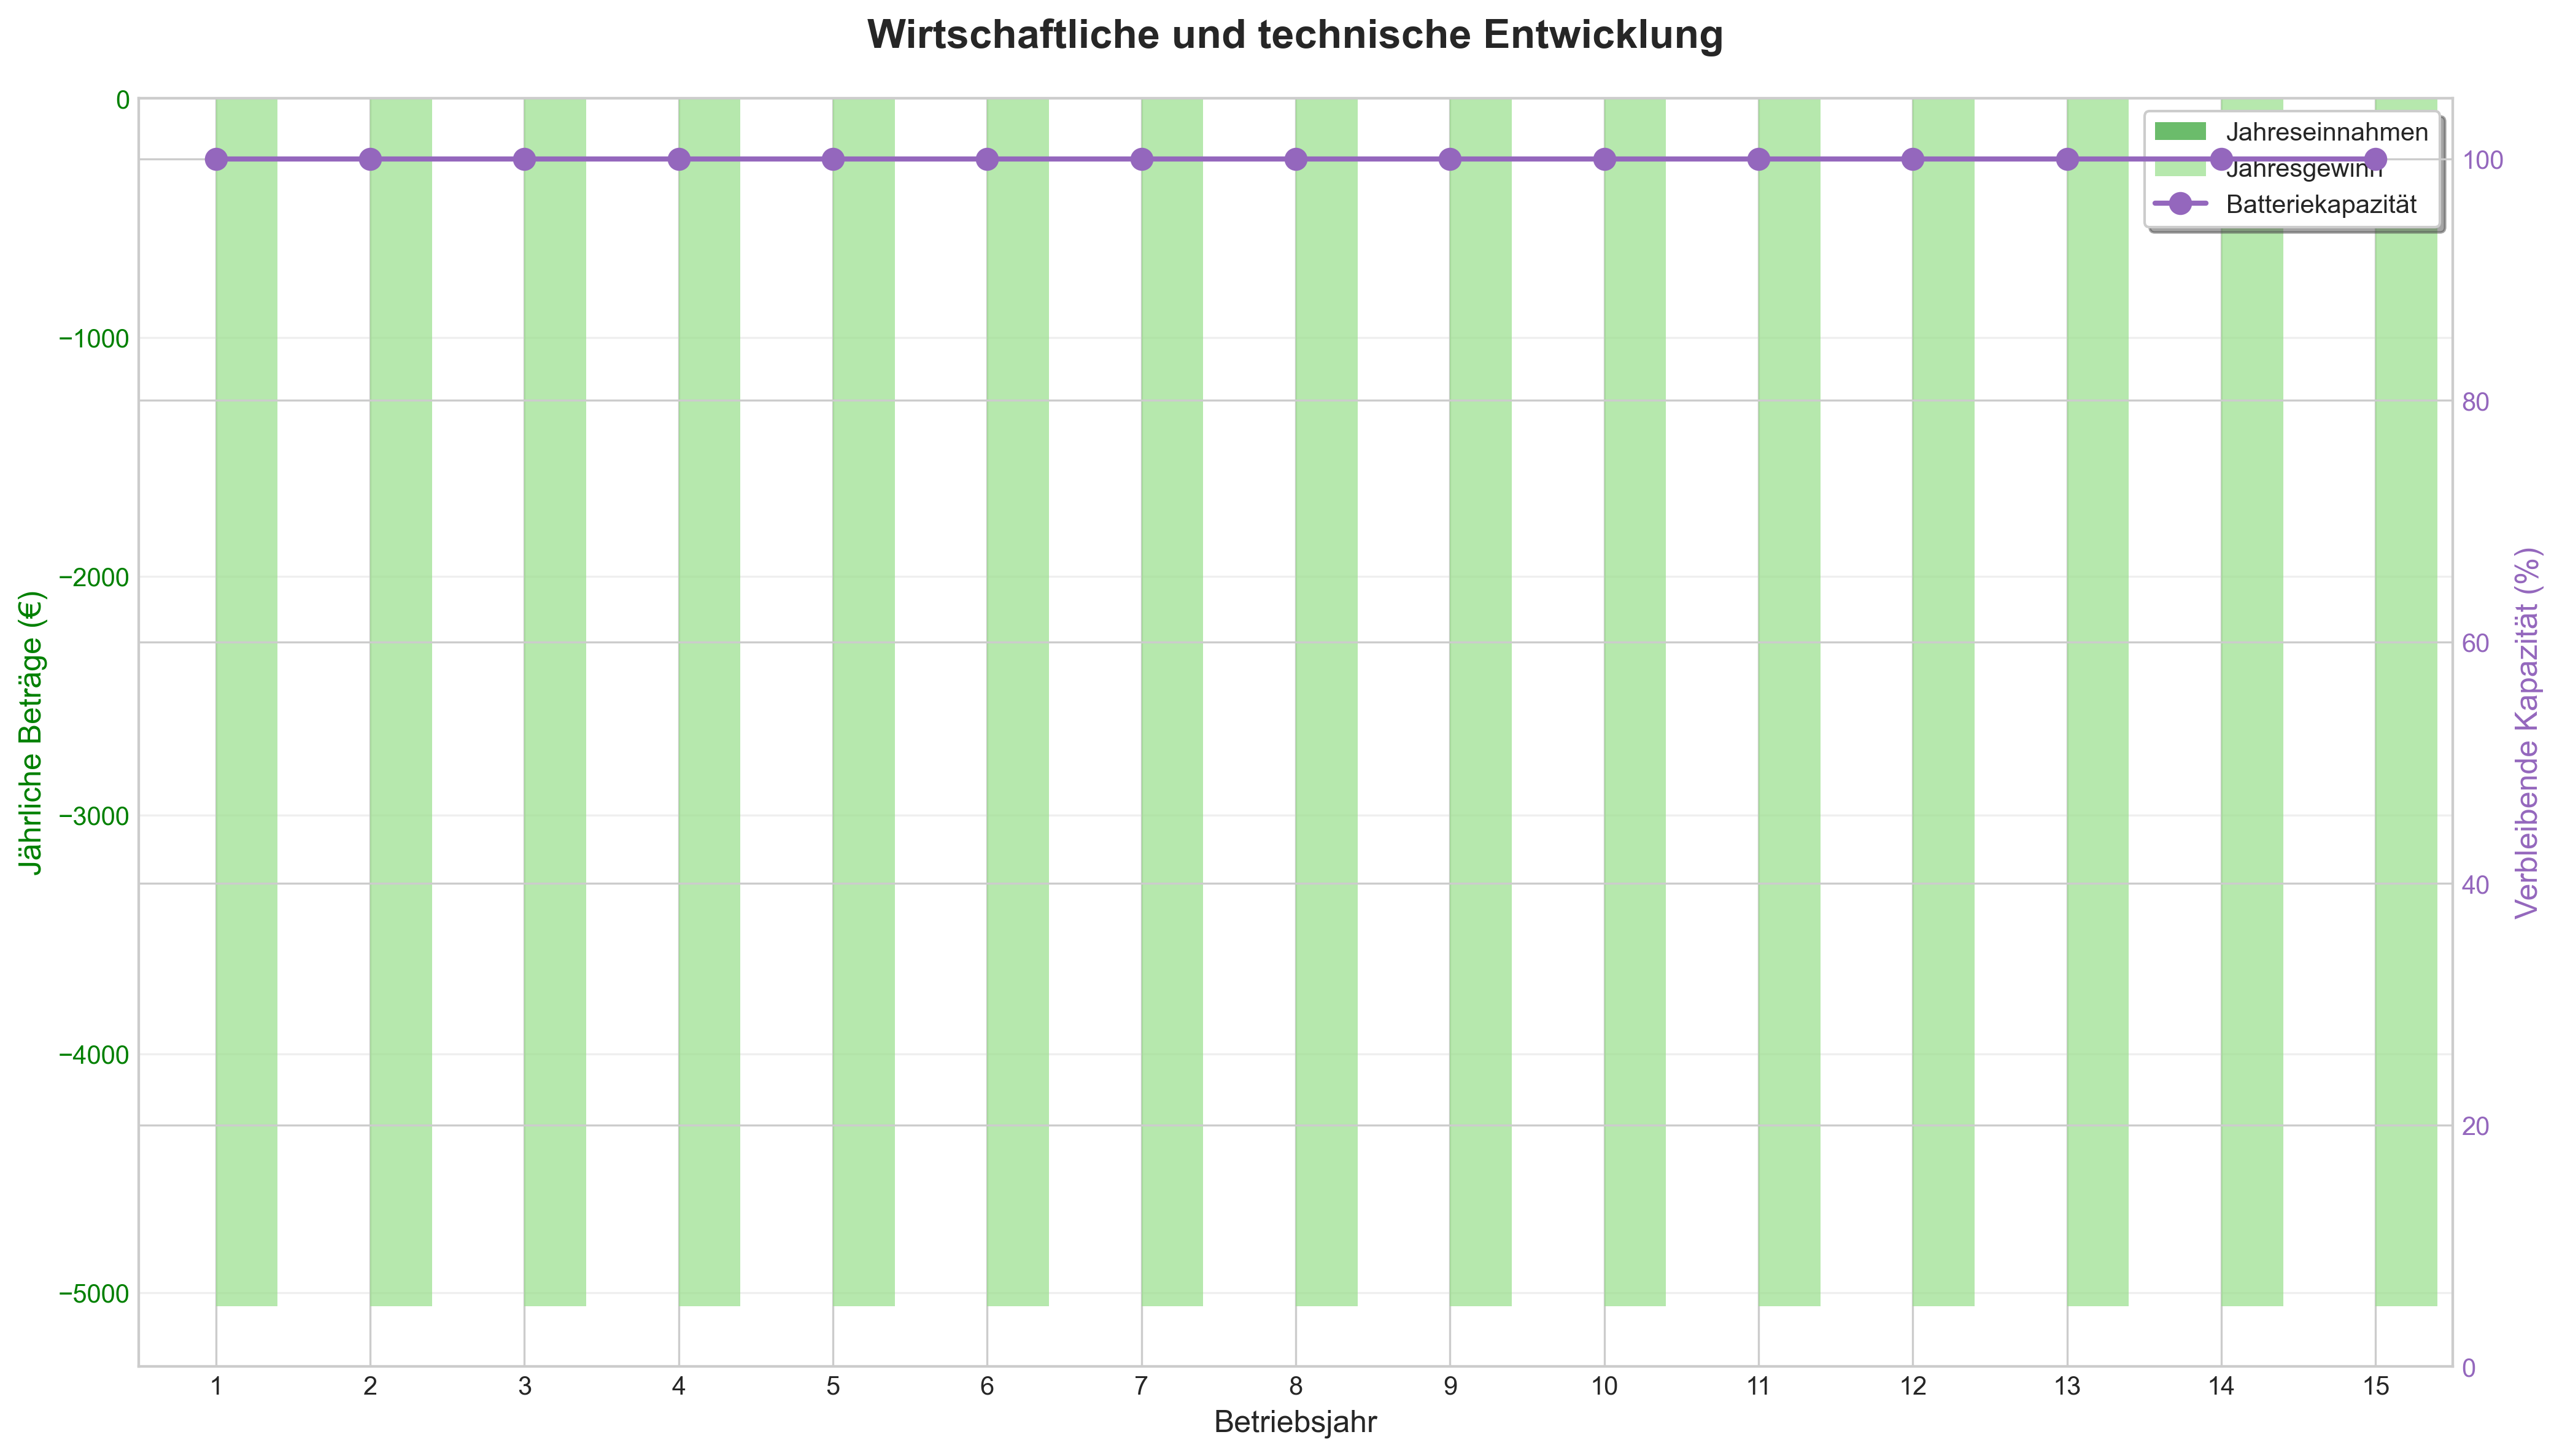 Wirtschaftliche und technische Entwicklung
Jährliche Beträge (€)
0
−1000
−2000
−3000
−4000
−5000
Jahreseinnahmen
Jahresgewinn
Batteriekapazität
100
80
60
40
20
0
Verbleibende Kapazität (%)
1 2 3 4 5 6 7 8 9 10 11 12 13 14 15
Betriebsjahr